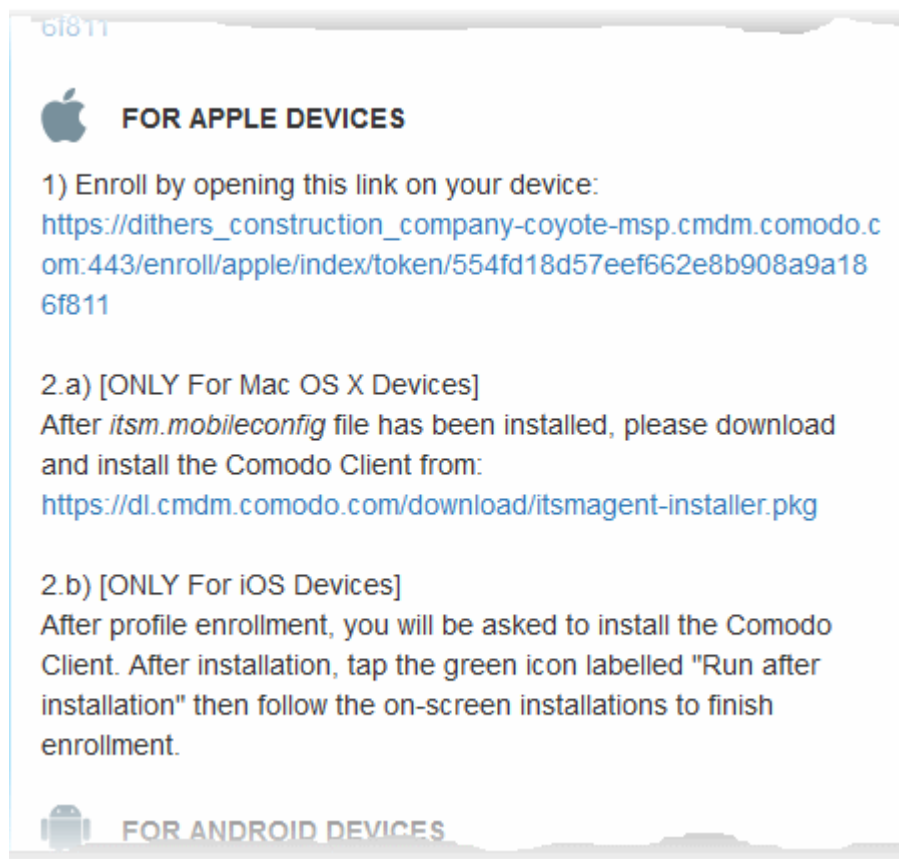 6f811
FOR APPLE DEVICES
1) Enroll by opening this link on your device:
https://dithers_construction_company-coyote-msp.cmdm.comodo.c
om:443/enroll/apple/index/token/554fd18d57eef662e8b908a9a18
6f811
2.a) [ONLY For Mac OS X Devices]
After itsm.mobileconfig file has been installed, please download
and install the Comodo Client from:
https://dl.cmdm.comodo.com/download/itsmagent-installer.pkg
2.b) [ONLY For iOS Devices]
After profile enrollment, you will be asked to install the Comodo
Client. After installation, tap the green icon labelled "Run after
installation" then follow the on-screen installations to finish
enrollment.
FOR ANDROID DEVICES